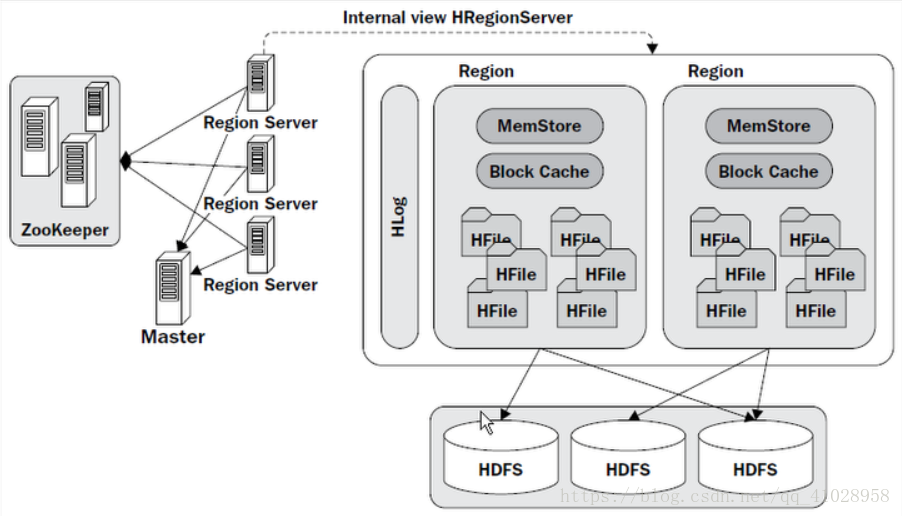 Internal view HRegionServer
Region
Region
Region Server
Region Server
Region Server
ZooKeeper
Master
HLog
MemStore
Block Cache
HFile
HFile
HFile
HFile
HFile
HFile
MemStore
Block Cache
HFile
HFile
HFile
HFile
HFile
HFile
HDFS
HDFS
HDFS
https://blog.csdn.net/qq_41028958